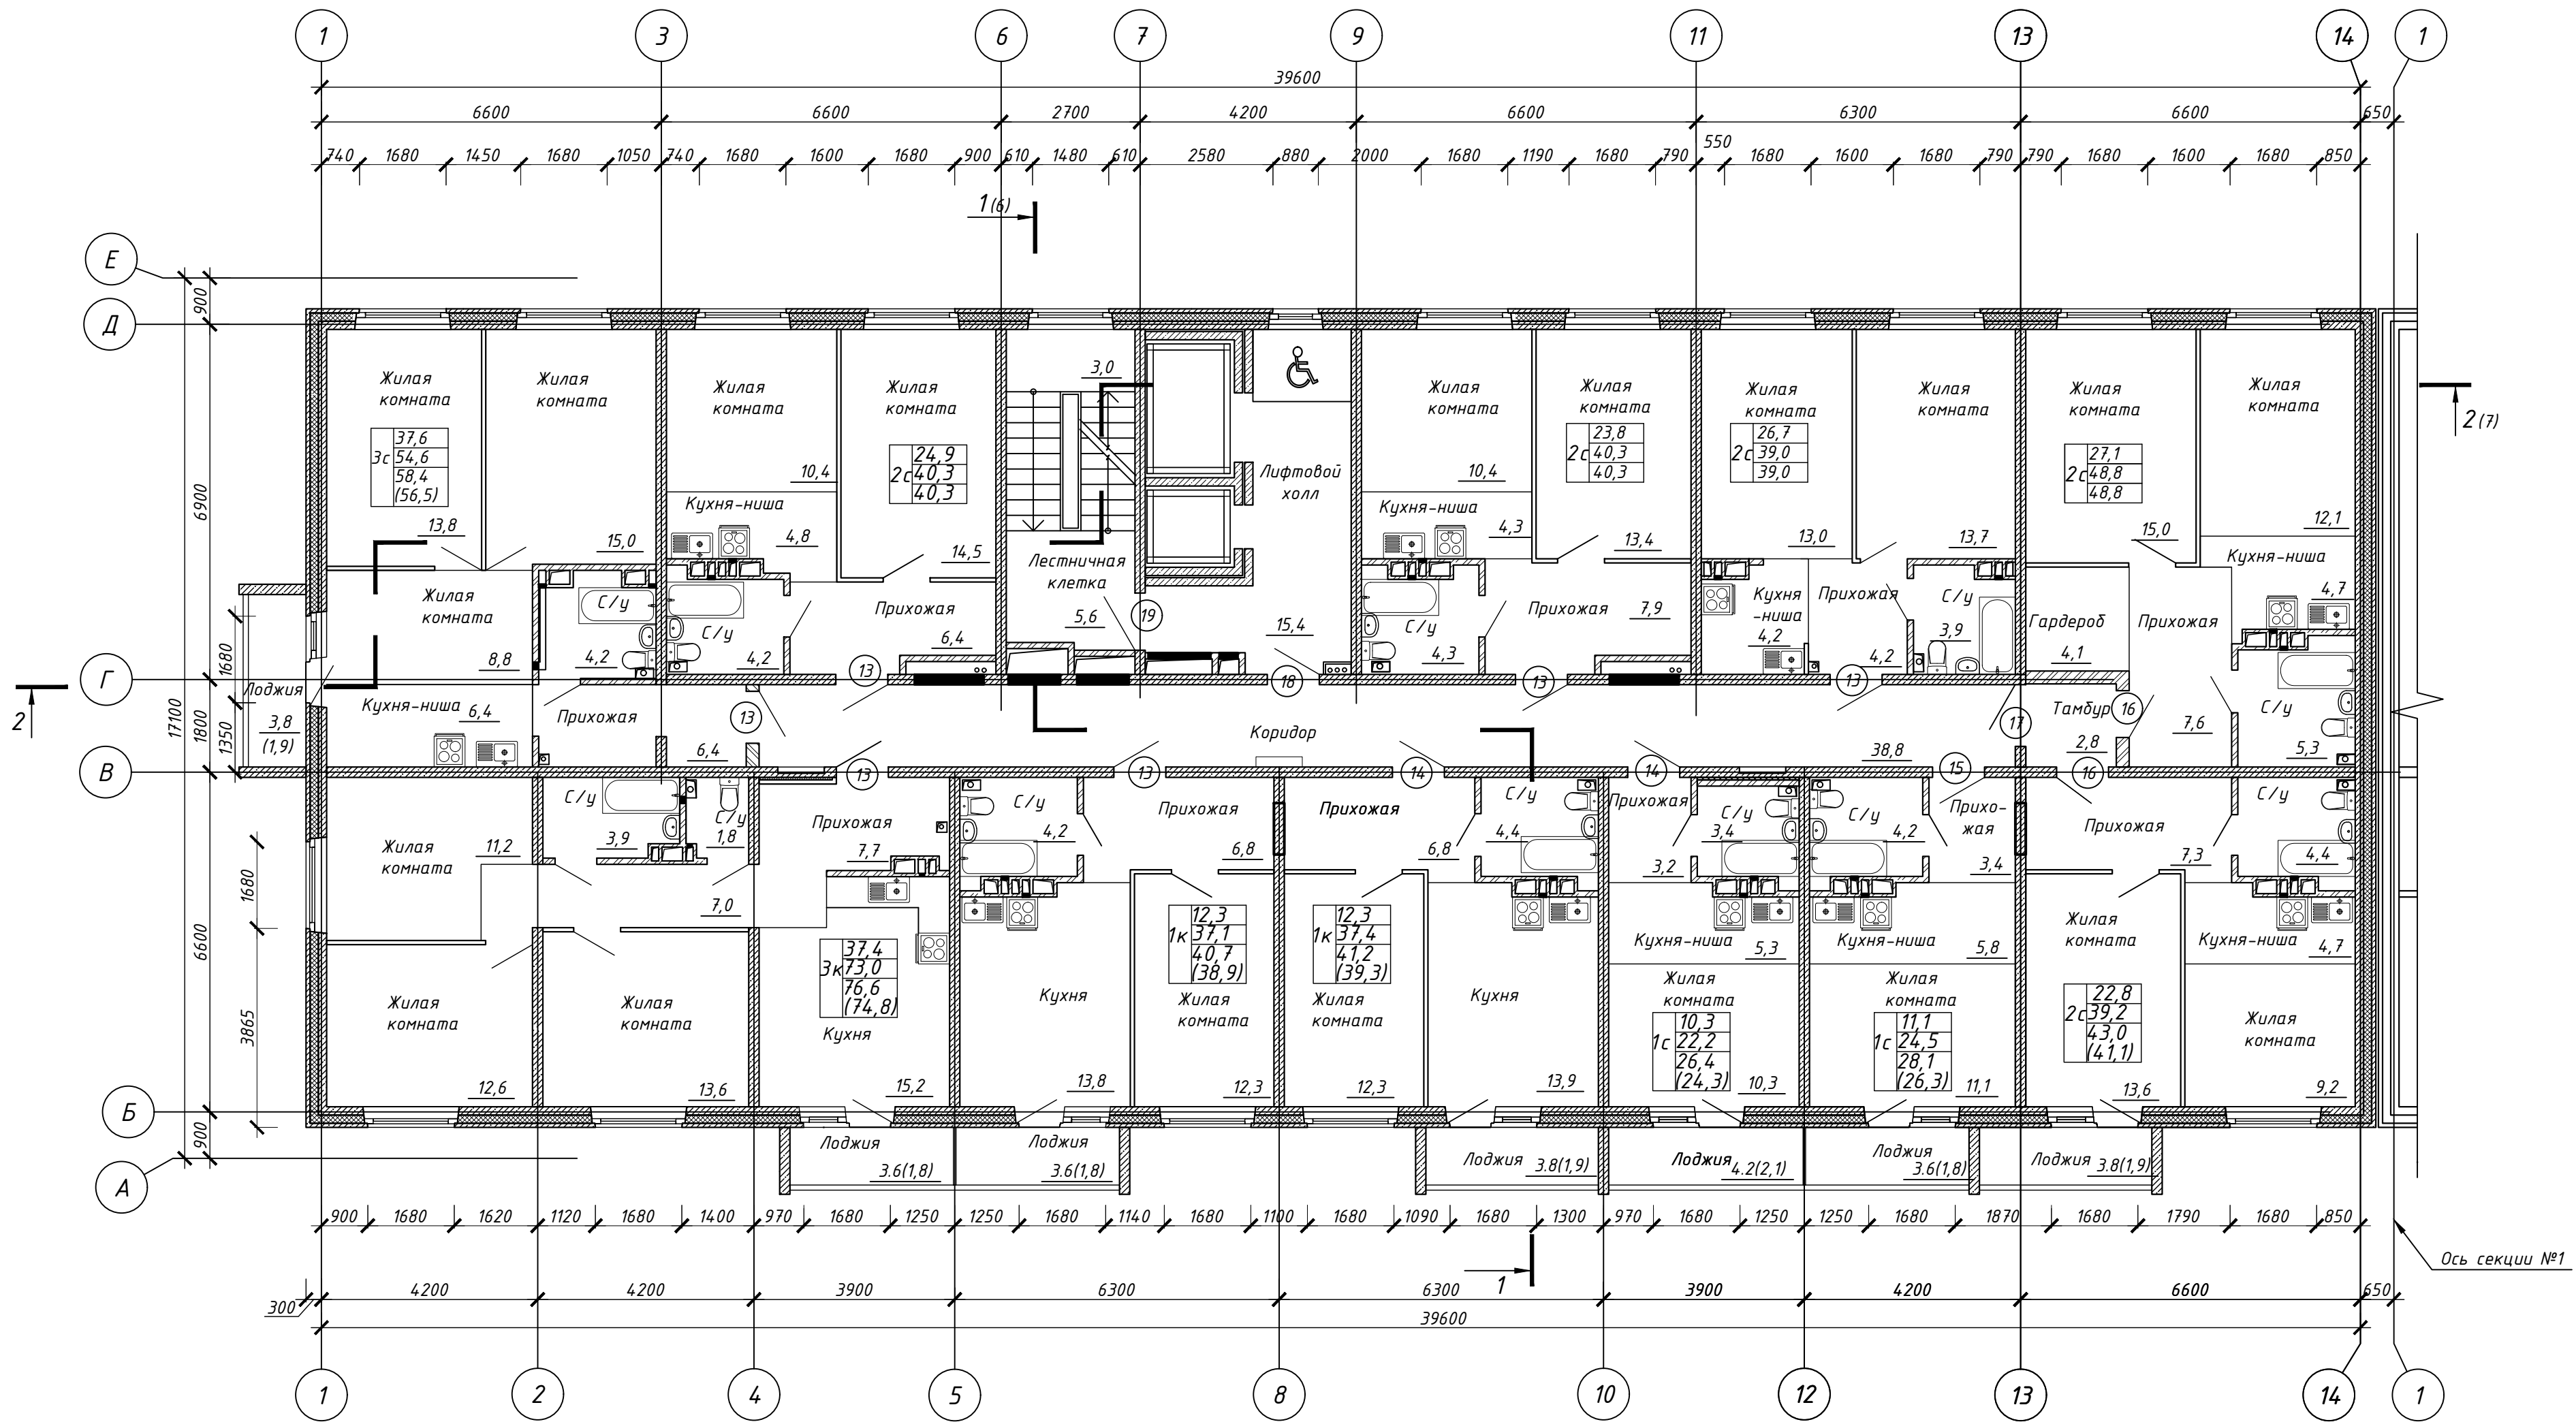 1 3 6 7 9 11 13 14 1
39600
6600 6600 2700 4200 6600 6300 6600 650
550
740 1680 1450 1680 1050 740 1680 1600 1680 900 610 1480 610 2580 880 2000 1680 1190 1680 790 1680 1600 1680 790 790 1680 1600 1680 850
1 (6)
Е
900
Д
6900
17100
Г
1800
В
6600
Б
900
А
1680
1350
1680
3865
2
2 (7)
Жилая
комната
3с
37,6
54,6
58,4
(56,5)
13,8
Жилая
комната
15,0
Жилая
комната
8,8
С/у
4,2
Лоджия
3,8
(1,9)
Кухня-ниша
6,4
Прихожая
6,4
13
Жилая
комната
10,4
Кухня-ниша
4,8
Жилая
комната
2с
24,9
40,3
40,3
14,5
С/у
4,2
Прихожая
6,4
13
3,0
Лестничная
клетка
5,6
19
Лифтовой
холл
15,4
18
Жилая
комната
10,4
Кухня-ниша
4,3
Жилая
комната
2с
23,8
40,3
40,3
13,4
С/у
4,3
Прихожая
7,9
13
Жилая
комната
2с
26,7
39,0
39,0
13,0
Жилая
комната
13,7
Кухня
-ниша
4,2
Прихожая
4,2
С/у
3,9
13
Жилая
комната
2с
27,1
48,8
48,8
15,0
Жилая
комната
12,1
Кухня-ниша
4,7
Гардероб
4,1
Прихожая
7,6
С/у
5,3
Тамбур
2,8
16
17
16
Коридор
38,8
13
13
14
14
15
Жилая
комната
11,2
С/у
3,9
С/у
1,8
7,0
Жилая
комната
12,6
Жилая
комната
13,6
Прихожая
7,7
3к
37,4
73,0
76,6
(74,8)
Кухня
15,2
С/у
4,2
Прихожая
6,8
Кухня
13,8
1к
12,3
37,1
40,7
(38,9)
Жилая
комната
12,3
Прихожая
6,8
С/у
4,4
1к
12,3
37,4
41,2
(39,3)
Жилая
комната
12,3
Кухня
13,9
Прихожая
3,2
С/у
3,4
Кухня-ниша
5,3
Жилая
комната
1с
10,3
22,2
26,4
(24,3)
10,3
С/у
4,2
Прихо-
жая
3,4
Кухня-ниша
5,8
Жилая
комната
1с
11,1
24,5
28,1
(26,3)
11,1
Прихожая
7,3
С/у
4,4
Жилая
комната
2с
22,8
39,2
43,0
(41,1)
13,6
Кухня-ниша
4,7
Жилая
комната
9,2
Лоджия
3.6(1,8)
Лоджия
3.6(1,8)
Лоджия 3.8(1,9)
Лоджия 4.2(2,1)
Лоджия
3.6(1,8)
Лоджия 3.8(1,9)
900 1680 1620 1120 1680 1400 970 1680 1250 1250 1680 1140 1680 1100 1680 1090 1680 1300 970 1680 1250 1250 1680 1870 1680 1790 1680 850
1
Ось секции №1
300 4200 4200 3900 6300 6300 3900 4200 6600 650
39600
1 2 4 5 8 10 12 13 14 1